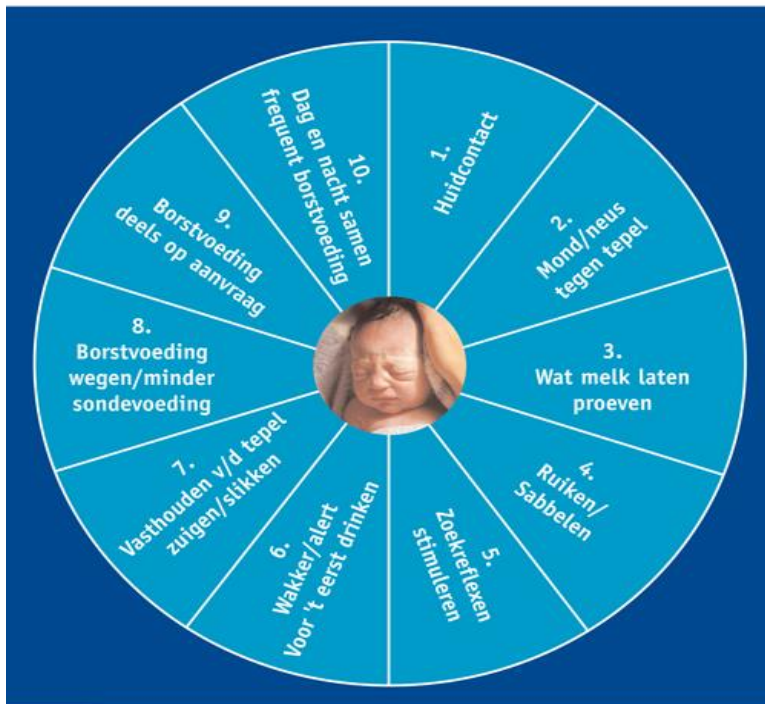 1.
Huidcontact
2.
Mond/neus
tegen tepel
3.
Wat melk laten
proeven
4.
Ruiken/
Sabbelen
5.
Zoekreflexen
stimuleren
6.
Wakker/alert
Voor 't eerst drinken
7.
Vasthouden v/d tepel
zuigen/slikken
8.
Borstvoeding
wegen/minder
sondevoeding
9.
Borstvoeding
deels op aanvraag
10.
Dag en nacht samen
frequent borstvoeding